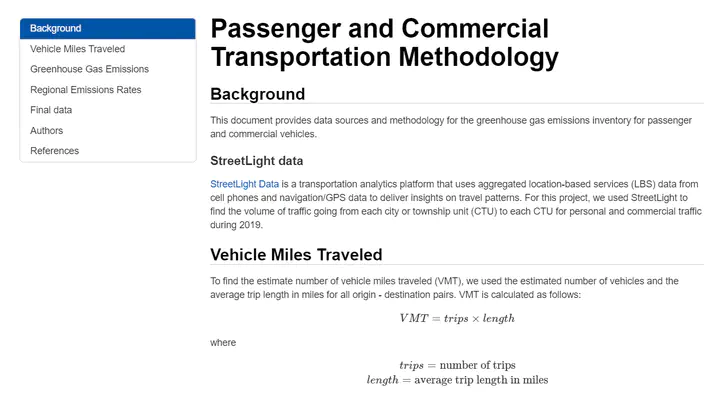 Background
Vehicle Miles Traveled
Greenhouse Gas Emissions
Regional Emissions Rates
Final data
Authors
References
Passenger and Commercial
Transportation Methodology
Background
This document provides data sources and methodology for the greenhouse gas emissions inventory for passenger
and commercial vehicles.
StreetLight data
StreetLight Data is a transportation analytics platform that uses aggregated location-based services (LBS) data from
cell phones and navigation/GPS data to deliver insights on travel patterns. For this project, we used StreetLight to
find the volume of traffic going from each city or township unit (CTU) to each CTU for personal and commercial traffic
during 2019.
Vehicle Miles Traveled
To find the estimate number of vehicle miles traveled (VMT), we used the estimated number of vehicles and the
average trip length in miles for all origin - destination pairs. VMT is calculated as follows:
VMT = trips × length
where
trips = number of trips
length = average trip length in miles